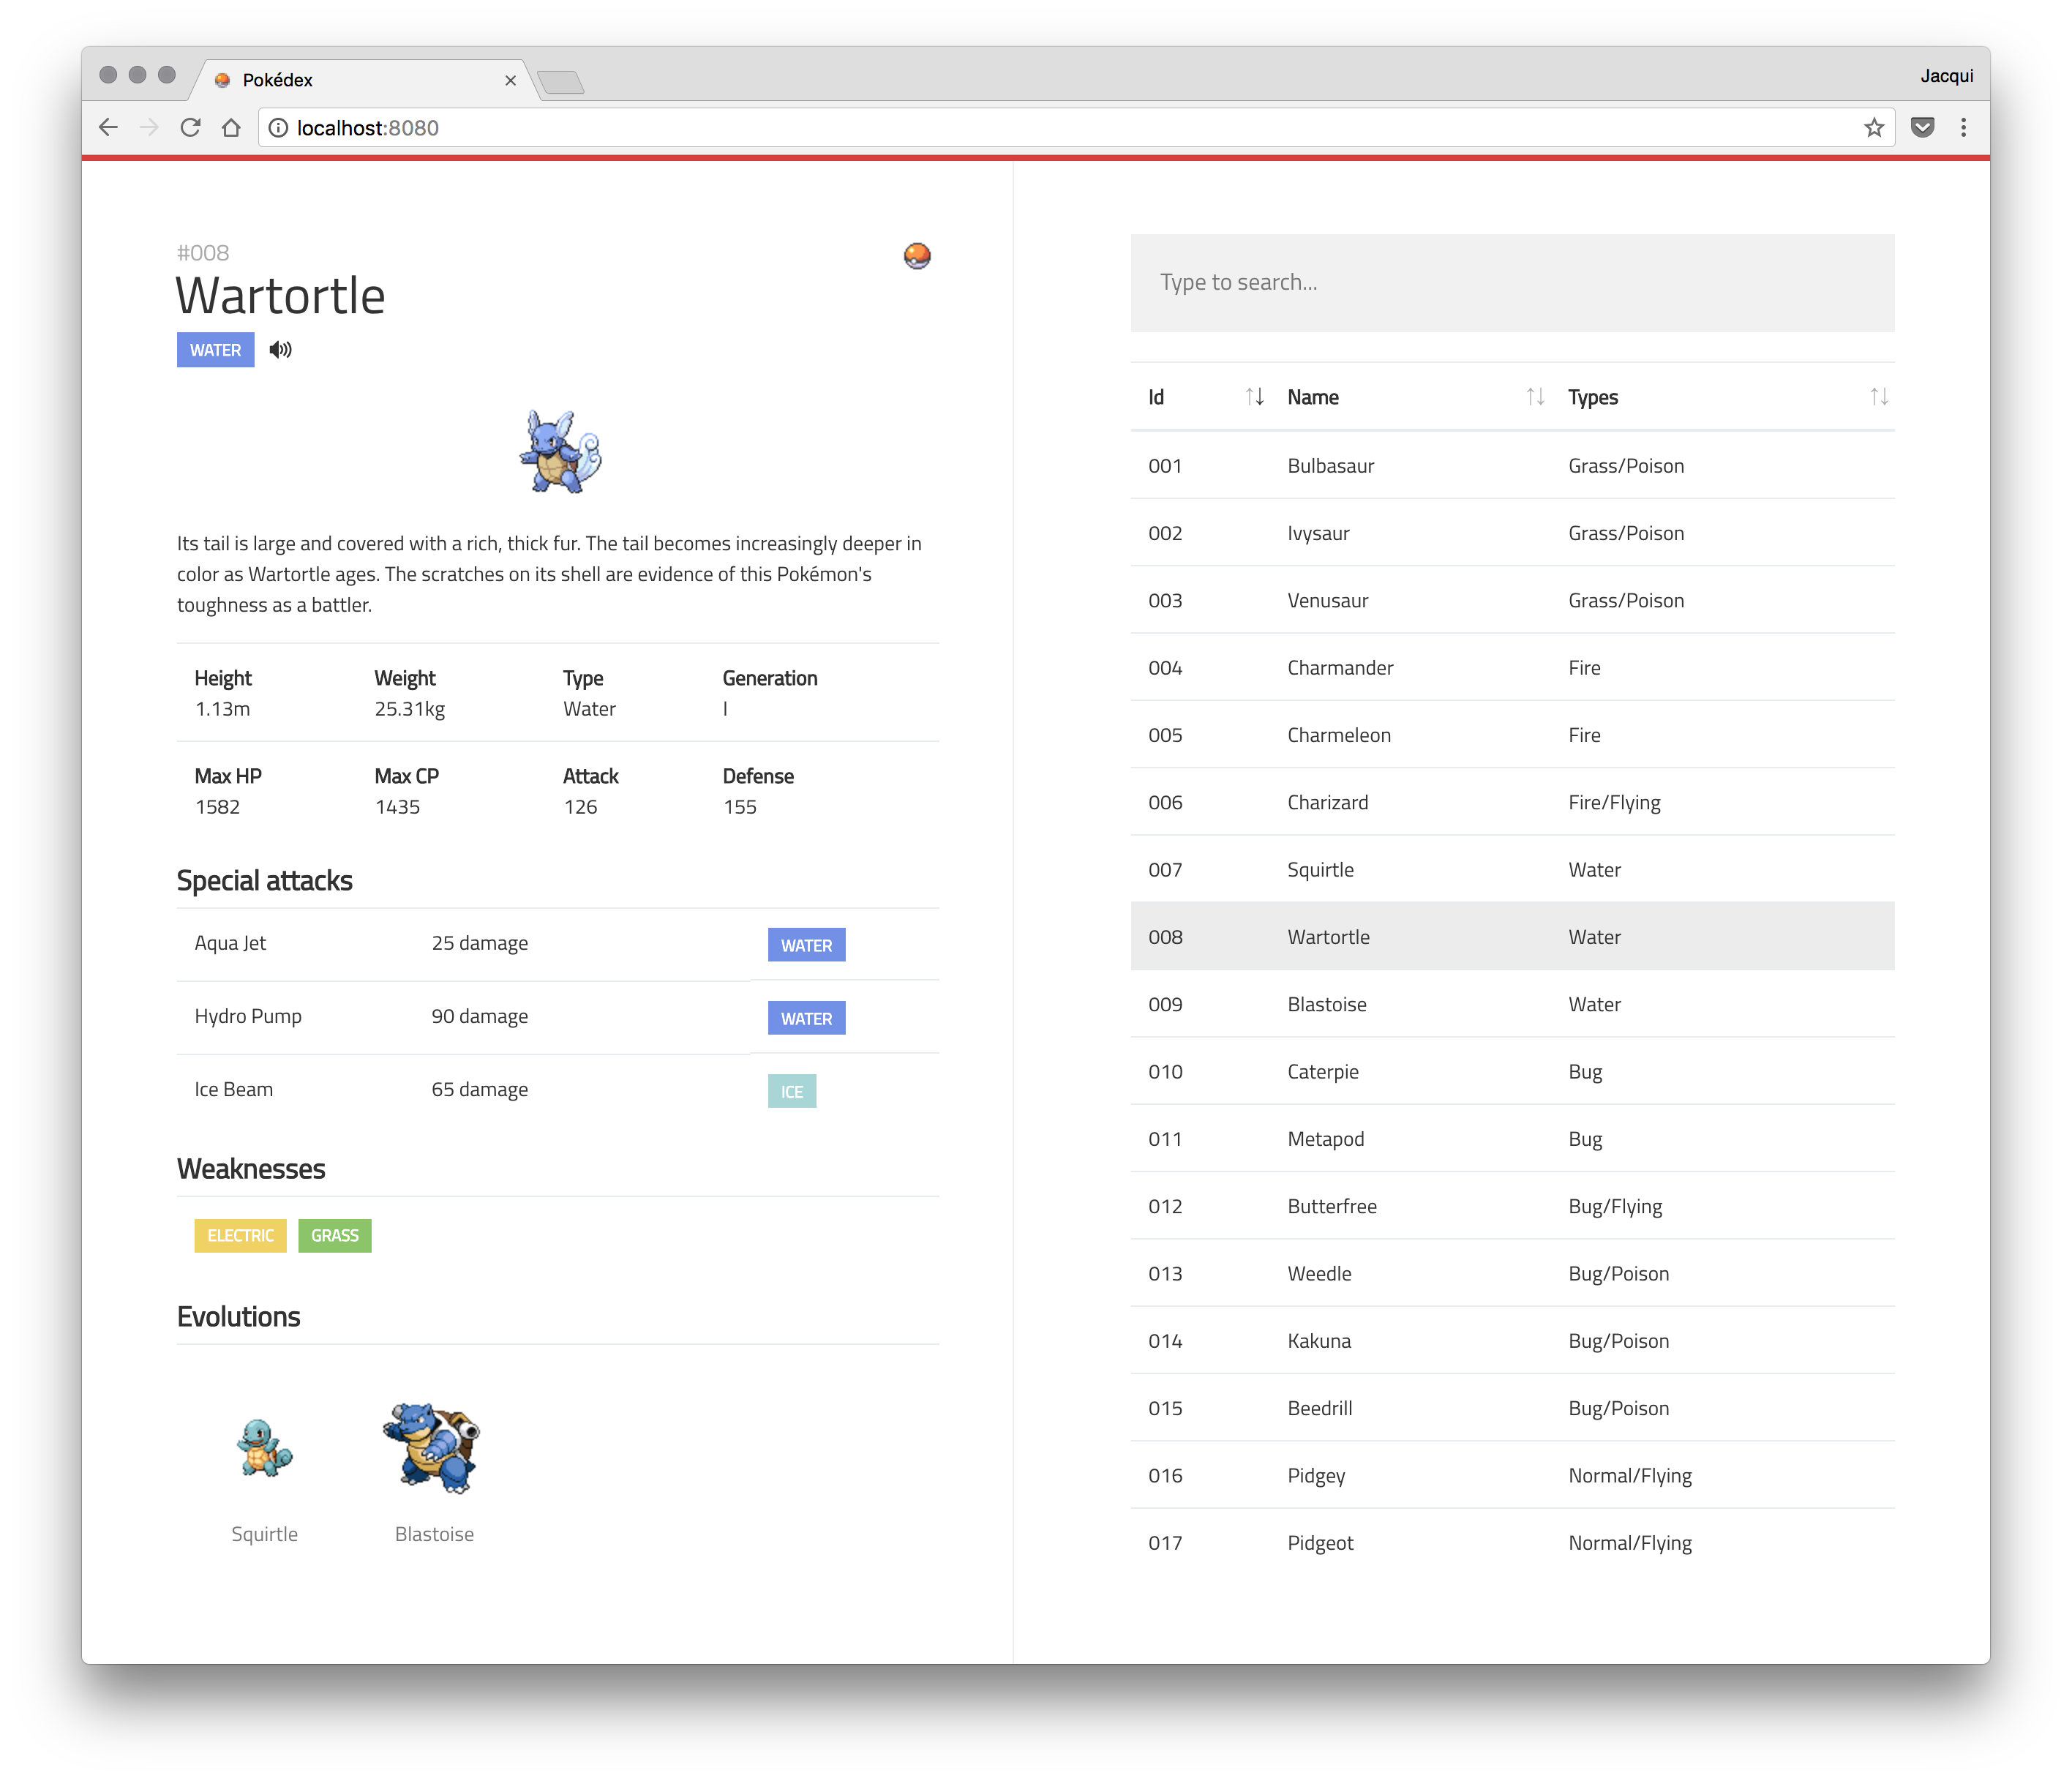 Pokédex
Jacqui
localhost:8080
#008
Wartortle
WATER
Its tail is large and covered with a rich, thick fur. The tail becomes increasingly deeper in
color as Wartortle ages. The scratches on its shell are evidence of this Pokémon's
toughness as a battler.
Height Weight Type Generation
1.13m 25.31kg Water I
Max HP Max CP Attack Defense
1582 1435 126 155
Special attacks
Aqua Jet 25 damage WATER
Hydro Pump 90 damage WATER
Ice Beam 65 damage ICE
Weaknesses
ELECTRIC GRASS
Evolutions
Squirtle Blastoise
Type to search...
Id Name Types
001 Bulbasaur Grass/Poison
002 Ivysaur Grass/Poison
003 Venusaur Grass/Poison
004 Charmander Fire
005 Charmeleon Fire
006 Charizard Fire/Flying
007 Squirtle Water
008 Wartortle Water
009 Blastoise Water
010 Caterpie Bug
011 Metapod Bug
012 Butterfree Bug/Flying
013 Weedle Bug/Poison
014 Kakuna Bug/Poison
015 Beedrill Bug/Poison
016 Pidgey Normal/Flying
017 Pidgeot Normal/Flying